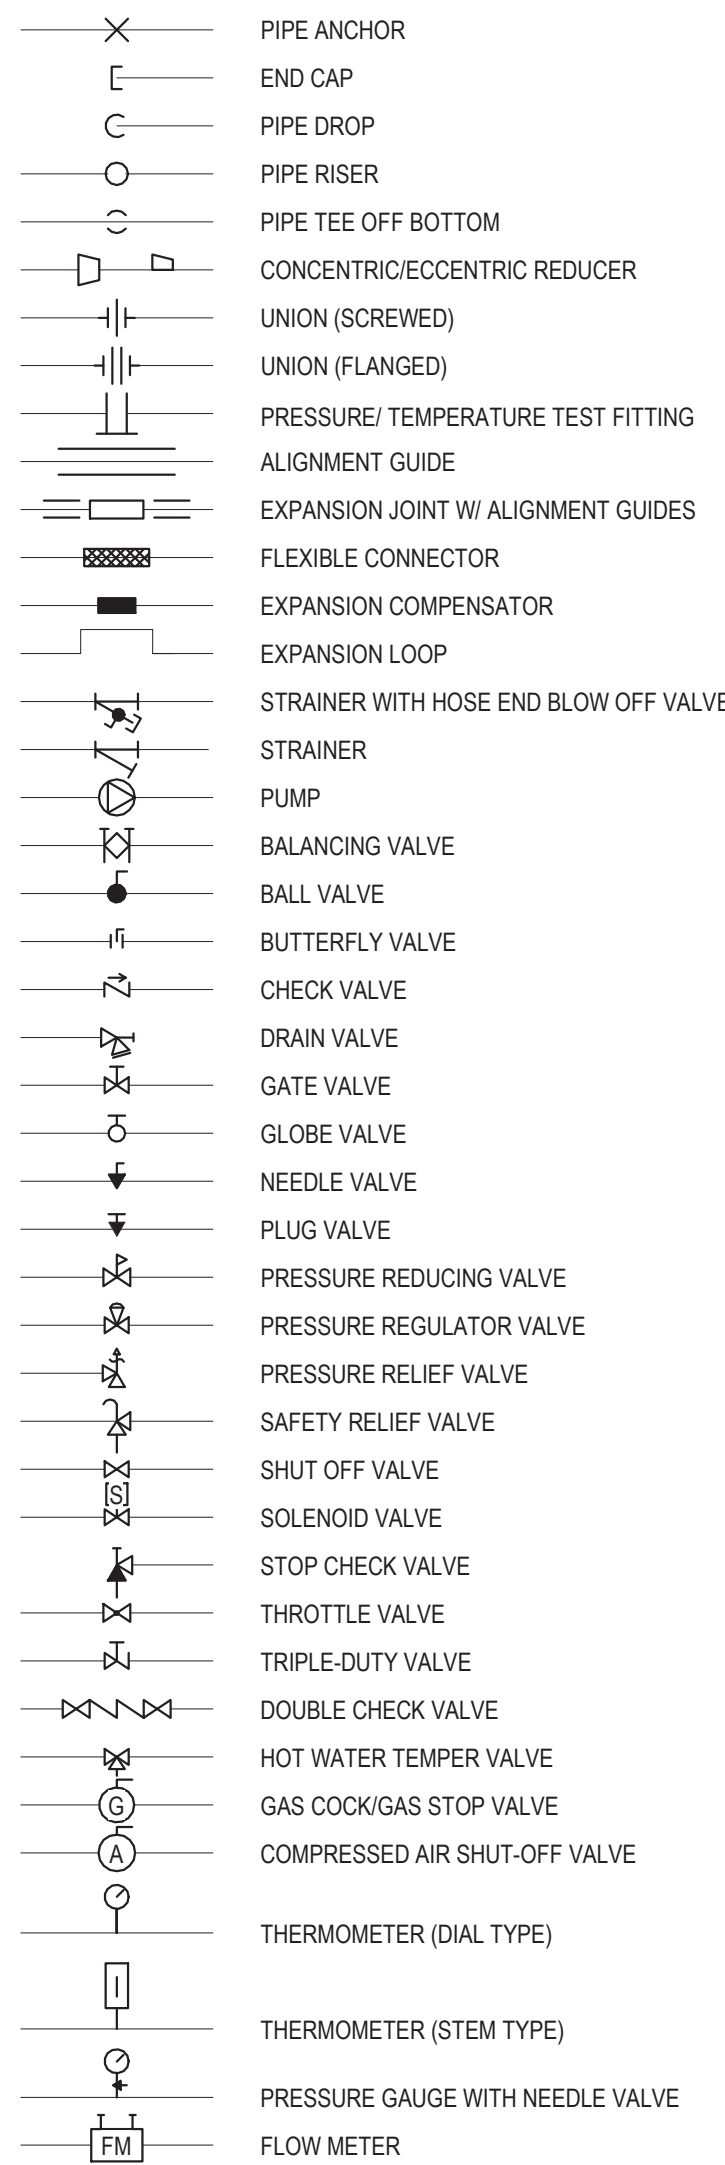 PIPE ANCHOR
END CAP
PIPE DROP
PIPE RISER
PIPE TEE OFF BOTTOM
CONCENTRIC/ECCENTRIC REDUCER
UNION (SCREWED)
UNION (FLANGED)
PRESSURE/ TEMPERATURE TEST FITTING
ALIGNMENT GUIDE
EXPANSION JOINT W/ ALIGNMENT GUIDES
FLEXIBLE CONNECTOR
EXPANSION COMPENSATOR
EXPANSION LOOP
STRAINER WITH HOSE END BLOW OFF VALVE
STRAINER
PUMP
BALANCING VALVE
BALL VALVE
BUTTERFLY VALVE
CHECK VALVE
DRAIN VALVE
GATE VALVE
GLOBE VALVE
NEEDLE VALVE
PLUG VALVE
PRESSURE REDUCING VALVE
PRESSURE REGULATOR VALVE
PRESSURE RELIEF VALVE
SAFETY RELIEF VALVE
SHUT OFF VALVE
[S]
SOLENOID VALVE
STOP CHECK VALVE
THROTTLE VALVE
TRIPLE-DUTY VALVE
DOUBLE CHECK VALVE
HOT WATER TEMPER VALVE
G GAS COCK/GAS STOP VALVE
A COMPRESSED AIR SHUT-OFF VALVE
THERMOMETER (DIAL TYPE)
THERMOMETER (STEM TYPE)
PRESSURE GAUGE WITH NEEDLE VALVE
FM FLOW METER